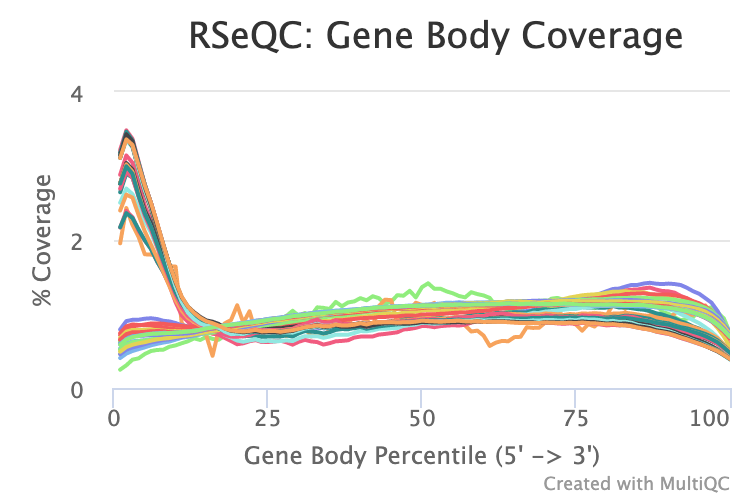 RSeQC: Gene Body Coverage
4
2
0
% Coverage
0 25 50 75 100
Gene Body Percentile (5' -> 3')
Created with MultiQC